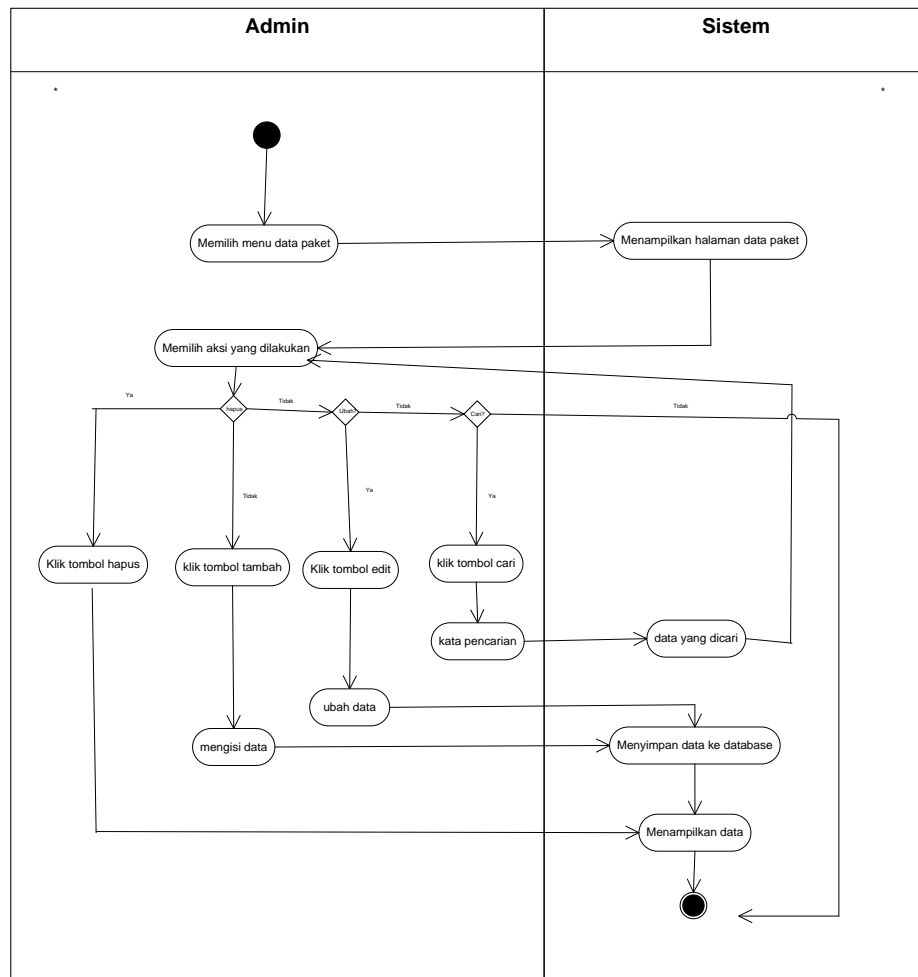 Admin
Sistem
*
*
Memilih menu data paket
Menampilkan halaman data paket
Memilih aksi yang dilakukan
Ya
hapus
Tidak
Ubah?
Tidak
Cari?
Tidak
Tidak
Ya
Ya
Klik tombol hapus
klik tombol tambah
Klik tombol edit
klik tombol cari
kata pencarian
data yang dicari
ubah data
mengisi data
Menyimpan data ke database
Menampilkan data